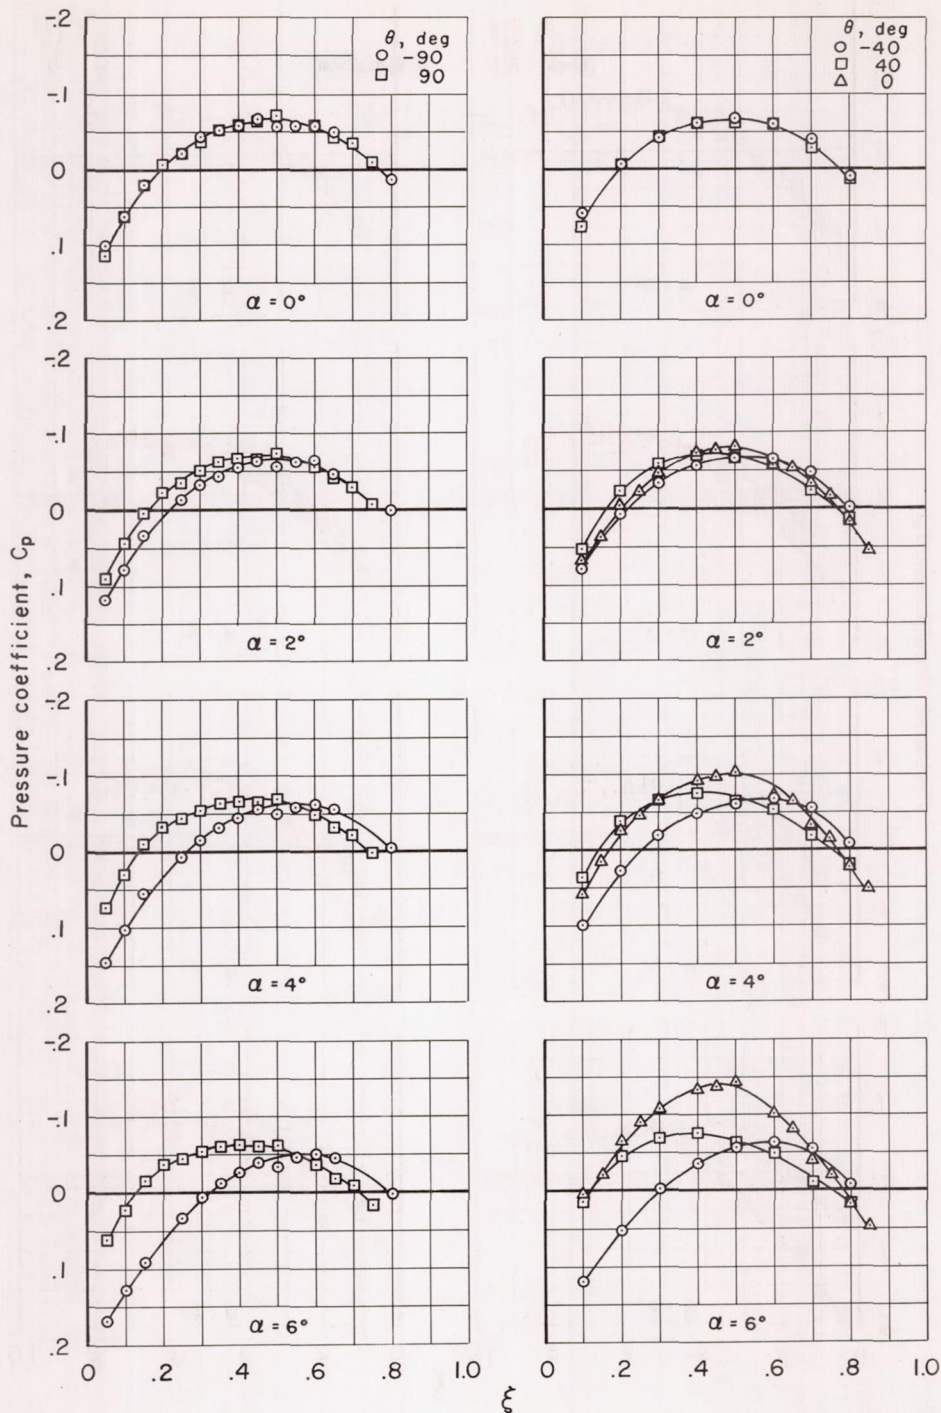 -.2
-.1
0
.1
.2
θ, deg
-90
90
α = 0°
θ, deg
-40
40
0
α = 0°
-.2
-.1
0
.1
.2
α = 2°
α = 2°
-.2
-.1
0
.1
.2
α = 4°
α = 4°
-.2
-.1
0
.1
.2
α = 6°
α = 6°
0 .2 .4 .6 .8 1.0
0 .2 .4 .6 .8 1.0
Pressure coefficient, Cp
ξ